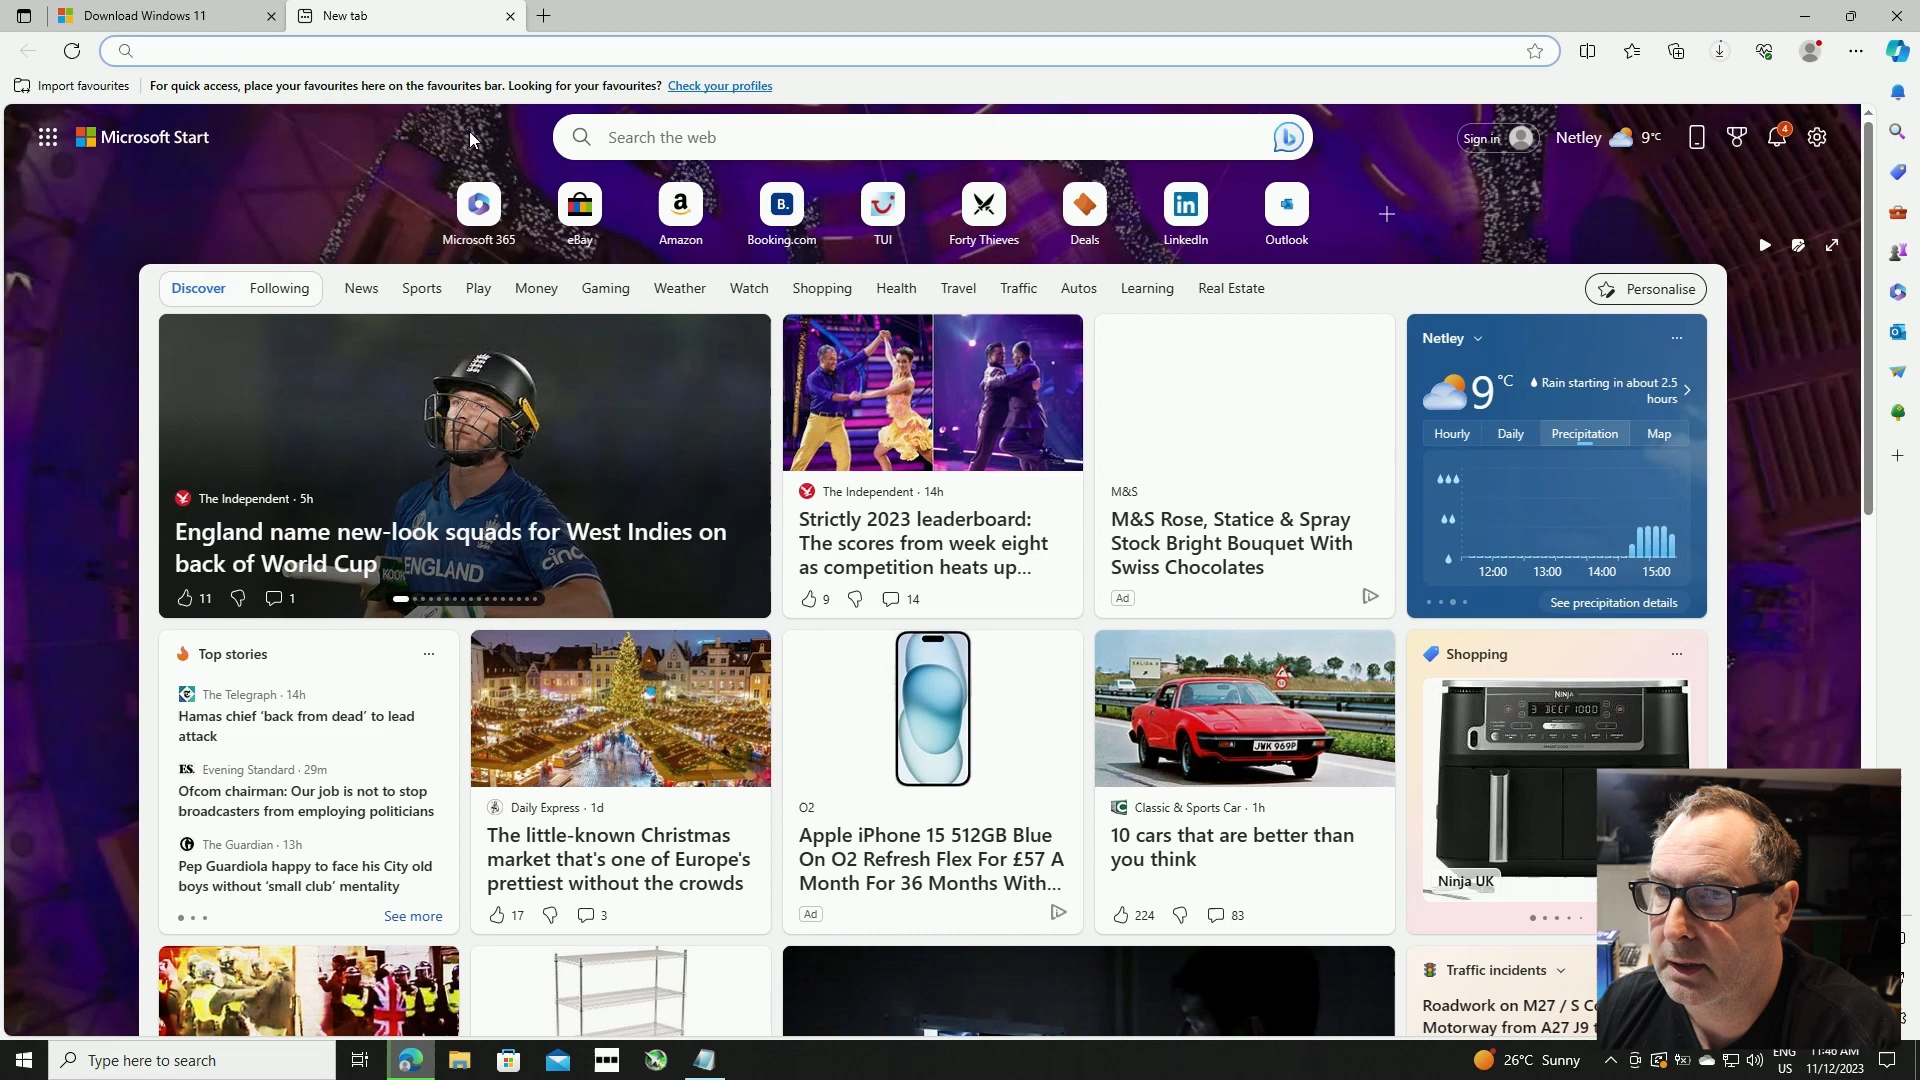 Download Windows 11
New tab
Import favourites
For quick access, place your favourites here on the favourites bar. Looking for your favourites? Check your profiles
Microsoft Start
Search the web
Sign in
Netley
9°C
4
Microsoft 365
eBay
Amazon
Booking.com
TUI
Forty Thieves
Deals
LinkedIn
Outlook
Discover
Following
News
Sports
Play
Money
Gaming
Weather
Watch
Shopping
Health
Travel
Traffic
Autos
Learning
Real Estate
Personalise
The Independent · 5h
England name new-look squads for West Indies on
back of World Cup
ENGLAND
11
1
The Independent · 14h
Strictly 2023 leaderboard:
The scores from week eight
as competition heats up...
9
14
M&S
M&S Rose, Statice & Spray
Stock Bright Bouquet With
Swiss Chocolates
Ad
Netley
9 °C
Rain starting in about 2.5
hours
Hourly
Daily
Precipitation
Map
12:00
13:00
14:00
15:00
See precipitation details
Top stories
The Telegraph · 14h
Hamas chief ‘back from dead’ to lead
attack
ES. Evening Standard · 29m
Ofcom chairman: Our job is not to stop
broadcasters from employing politicians
The Guardian · 13h
Pep Guardiola happy to face his City old
boys without ‘small club’ mentality
See more
Daily Express · 1d
The little-known Christmas
market that's one of Europe's
prettiest without the crowds
17
3
O2
Apple iPhone 15 512GB Blue
On O2 Refresh Flex For £57 A
Month For 36 Months With...
Ad
SALIDA
JWK 969P
Classic & Sports Car · 1h
10 cars that are better than
you think
224
83
Shopping
NINJA
Ninja UK
Traffic incidents
Roadwork on M27 / S
Motorway from A27 J9
Type here to search
26°C Sunny
ENG
US
11:46 AM
11/12/2023